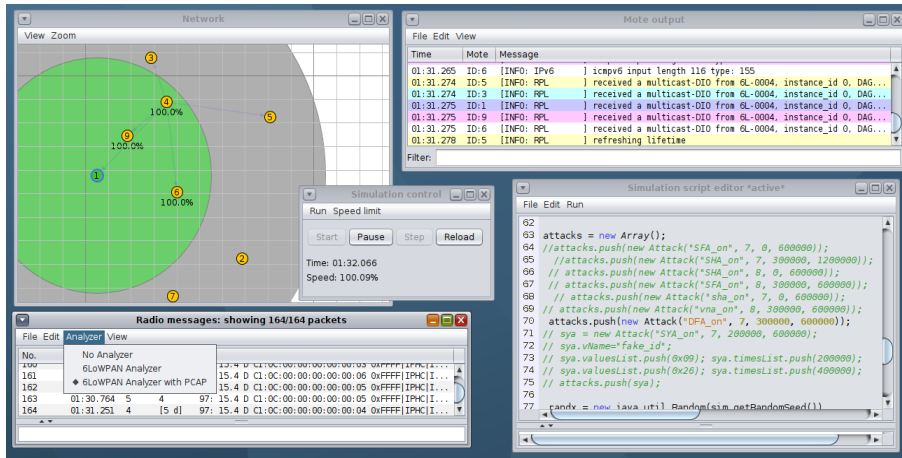 Network
View Zoom
3
4
100.0%
5
9
100.0%
1
6
100.0%
2
7
Mote output
File Edit View
Time Mote Message
01:31.265 ID:6 [INFO: IPv6 ] icmpv6 input length 116 type: 155
01:31.274 ID:5 [INFO: RPL ] received a multicast-DIO from 6L-0004, instance_id 0, DAG...
01:31.274 ID:3 [INFO: RPL ] received a multicast-DIO from 6L-0004, instance_id 0, DAG...
01:31.275 ID:1 [INFO: RPL ] received a multicast-DIO from 6L-0004, instance_id 0, DAG...
01:31.275 ID:9 [INFO: RPL ] received a multicast-DIO from 6L-0004, instance_id 0, DAG...
01:31.275 ID:6 [INFO: RPL ] received a multicast-DIO from 6L-0004, instance_id 0, DAG...
01:31.278 ID:5 [INFO: RPL ] refreshing lifetime
Filter:
Simulation control
Run Speed limit
Start Pause Step Reload
Time: 01:32.066
Speed: 100.09%
Simulation script editor *active*
File Edit Run
62
63 attacks = new Array();
64 //attacks.push(new Attack("SFA_on", 7, 0, 600000));
65 //attacks.push(new Attack("SHA_on", 7, 300000, 1200000));
66 // attacks.push(new Attack("SHA_on", 8, 0, 600000));
67 // attacks.push(new Attack("SFA_on", 8, 300000, 600000));
68 // attacks.push(new Attack("sha_on", 7, 0, 600000));
69 // attacks.push(new Attack("vna_on", 8, 300000, 600000));
70 attacks.push(new Attack("DFA_on", 7, 300000, 600000));
71 // sya = new Attack("SYA_on", 7, 200000, 600000);
72 // sya.vName="fake_id";
73 // sya.valuesList.push(0x09); sya.timesList.push(200000);
74 // sya.valuesList.push(0x26); sya.timesList.push(400000);
75 // attacks.push(sya);
76
77 randx = new java.util.Random(sim.getRandomSeed())
Radio messages: showing 164/164 packets
File Edit Analyzer View
No.
No Analyzer
6LoWPAN Analyzer
6LoWPAN Analyzer with PCAP
160 15.4 D C1:0C:00:00:00:00:00:03 0xFFFF|IPHC|I...
161 15.4 D C1:0C:00:00:00:00:00:06 0xFFFF|IPHC|I...
162 15.4 D C1:0C:00:00:00:00:00:05 0xFFFF|IPHC|I...
163 01:30.764 5 4 97: 15.4 D C1:0C:00:00:00:00:00:05 0xFFFF|IPHC|I...
164 01:31.251 4 [5 d] 97: 15.4 D C1:0C:00:00:00:00:00:04 0xFFFF|IPHC|I...